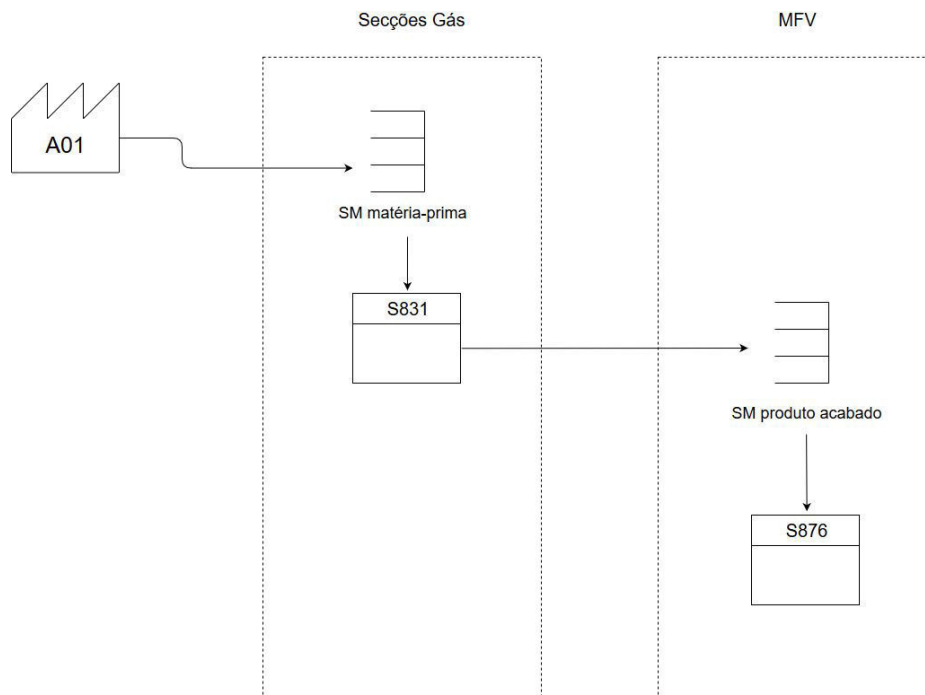 Secções Gás
MFV
A01
SM matéria-prima
S831
SM produto acabado
S876